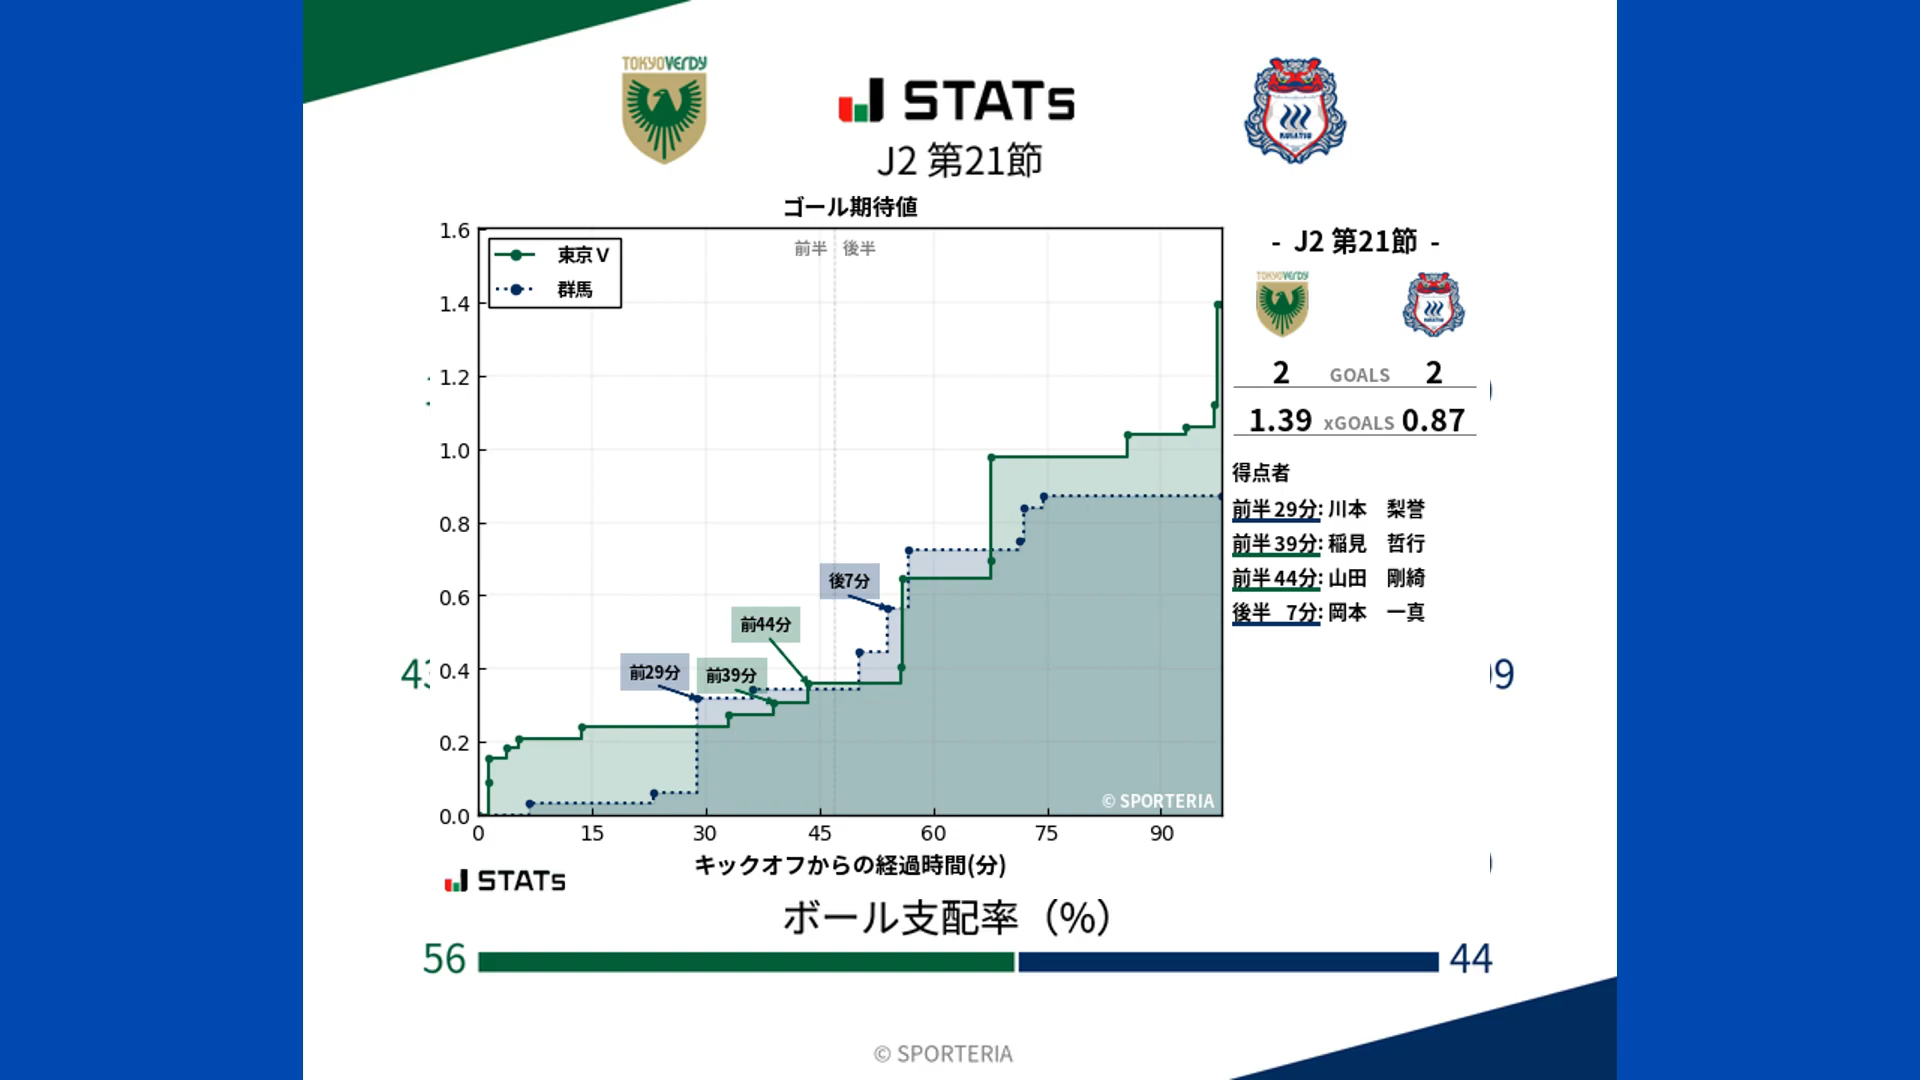 TOKYO VERDY
J STATs
KUSATSU
J2 第21節
ゴール期待値
1.6
1.4
1.2
1.0
0.8
0.6
0.4
0.2
0.0
東京V
群馬
前半
後半
前29分
前39分
前44分
後7分
© SPORTERIA
0 15 30 45 60 75 90
キックオフからの経過時間(分)
J STATs
- J2 第21節 -
TOKYO VERDY
2 GOALS 2
1.39 xGOALS 0.87
得点者
前半29分: 川本 梨誉
前半39分: 稲見 哲行
前半44分: 山田 剛綺
後半 7分: 岡本 一真
ボール支配率（%）
56 44
© SPORTERIA